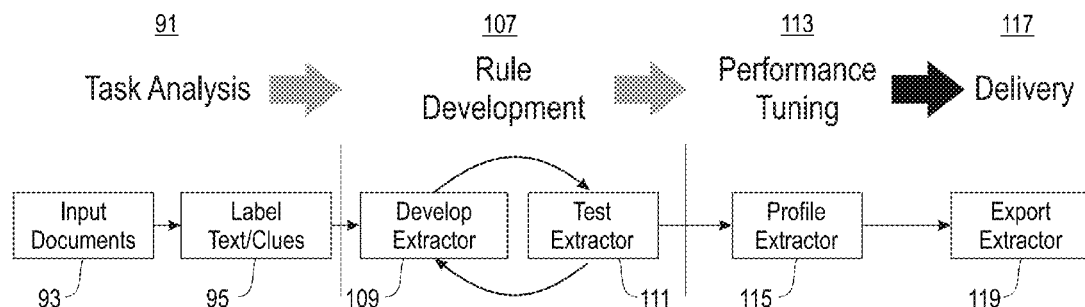 91
107
113
117
Task Analysis
Rule
Development
Performance
Tuning
Delivery
Input
Documents
Label
Text/Clues
Develop
Extractor
Test
Extractor
Profile
Extractor
Export
Extractor
93
95
109
111
115
119